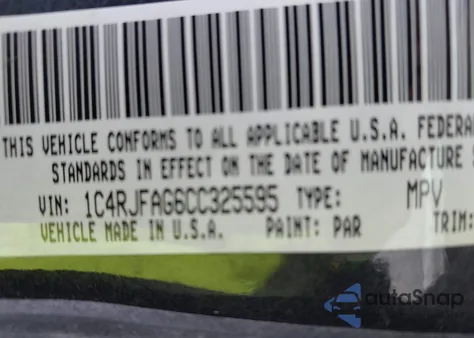 THIS VEHICLE CONFORMS TO ALL APPLICABLE U.S.A. FEDERA
STANDARDS IN EFFECT ON THE DATE OF MANUFACTURE
VIN: 1C4RJFAG6CC325595 TYPE: MPV
VEHICLE MADE IN U.S.A. PAINT: PAR TRIM:
autoSnap